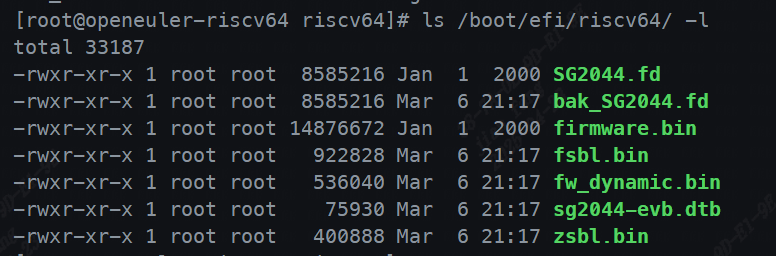 [root@openeuler-riscv64 riscv64]# ls /boot/efi/riscv64/ -l
total 33187
-rwxr-xr-x 1 root root  8585216 Jan  1  2000 SG2044.fd
-rwxr-xr-x 1 root root  8585216 Mar  6 21:17 bak_SG2044.fd
-rwxr-xr-x 1 root root 14876672 Jan  1  2000 firmware.bin
-rwxr-xr-x 1 root root   922828 Mar  6 21:17 fsbl.bin
-rwxr-xr-x 1 root root   536040 Mar  6 21:17 fw_dynamic.bin
-rwxr-xr-x 1 root root    75930 Mar  6 21:17 sg2044-evb.dtb
-rwxr-xr-x 1 root root   400888 Mar  6 21:17 zsbl.bin